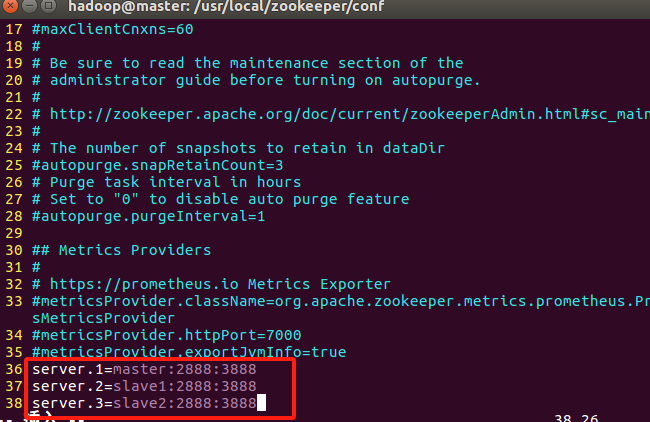 hadoop@master: /usr/local/zookeeper/conf
17 #maxClientCnxns=60
18 #
19 # Be sure to read the maintenance section of the
20 # administrator guide before turning on autopurge.
21 #
22 # http://zookeeper.apache.org/doc/current/zookeeperAdmin.html#sc_main
23 #
24 # The number of snapshots to retain in dataDir
25 #autopurge.snapRetainCount=3
26 # Purge task interval in hours
27 # Set to "0" to disable auto purge feature
28 #autopurge.purgeInterval=1
29
30 ## Metrics Providers
31 #
32 # https://prometheus.io Metrics Exporter
33 #metricsProvider.className=org.apache.zookeeper.metrics.prometheus.Pr
sMetricsProvider
34 #metricsProvider.httpPort=7000
35 #metricsProvider.exportJvmInfo=true
36 server.1=master:2888:3888
37 server.2=slave1:2888:3888
38 server.3=slave2:2888:3888
38,26